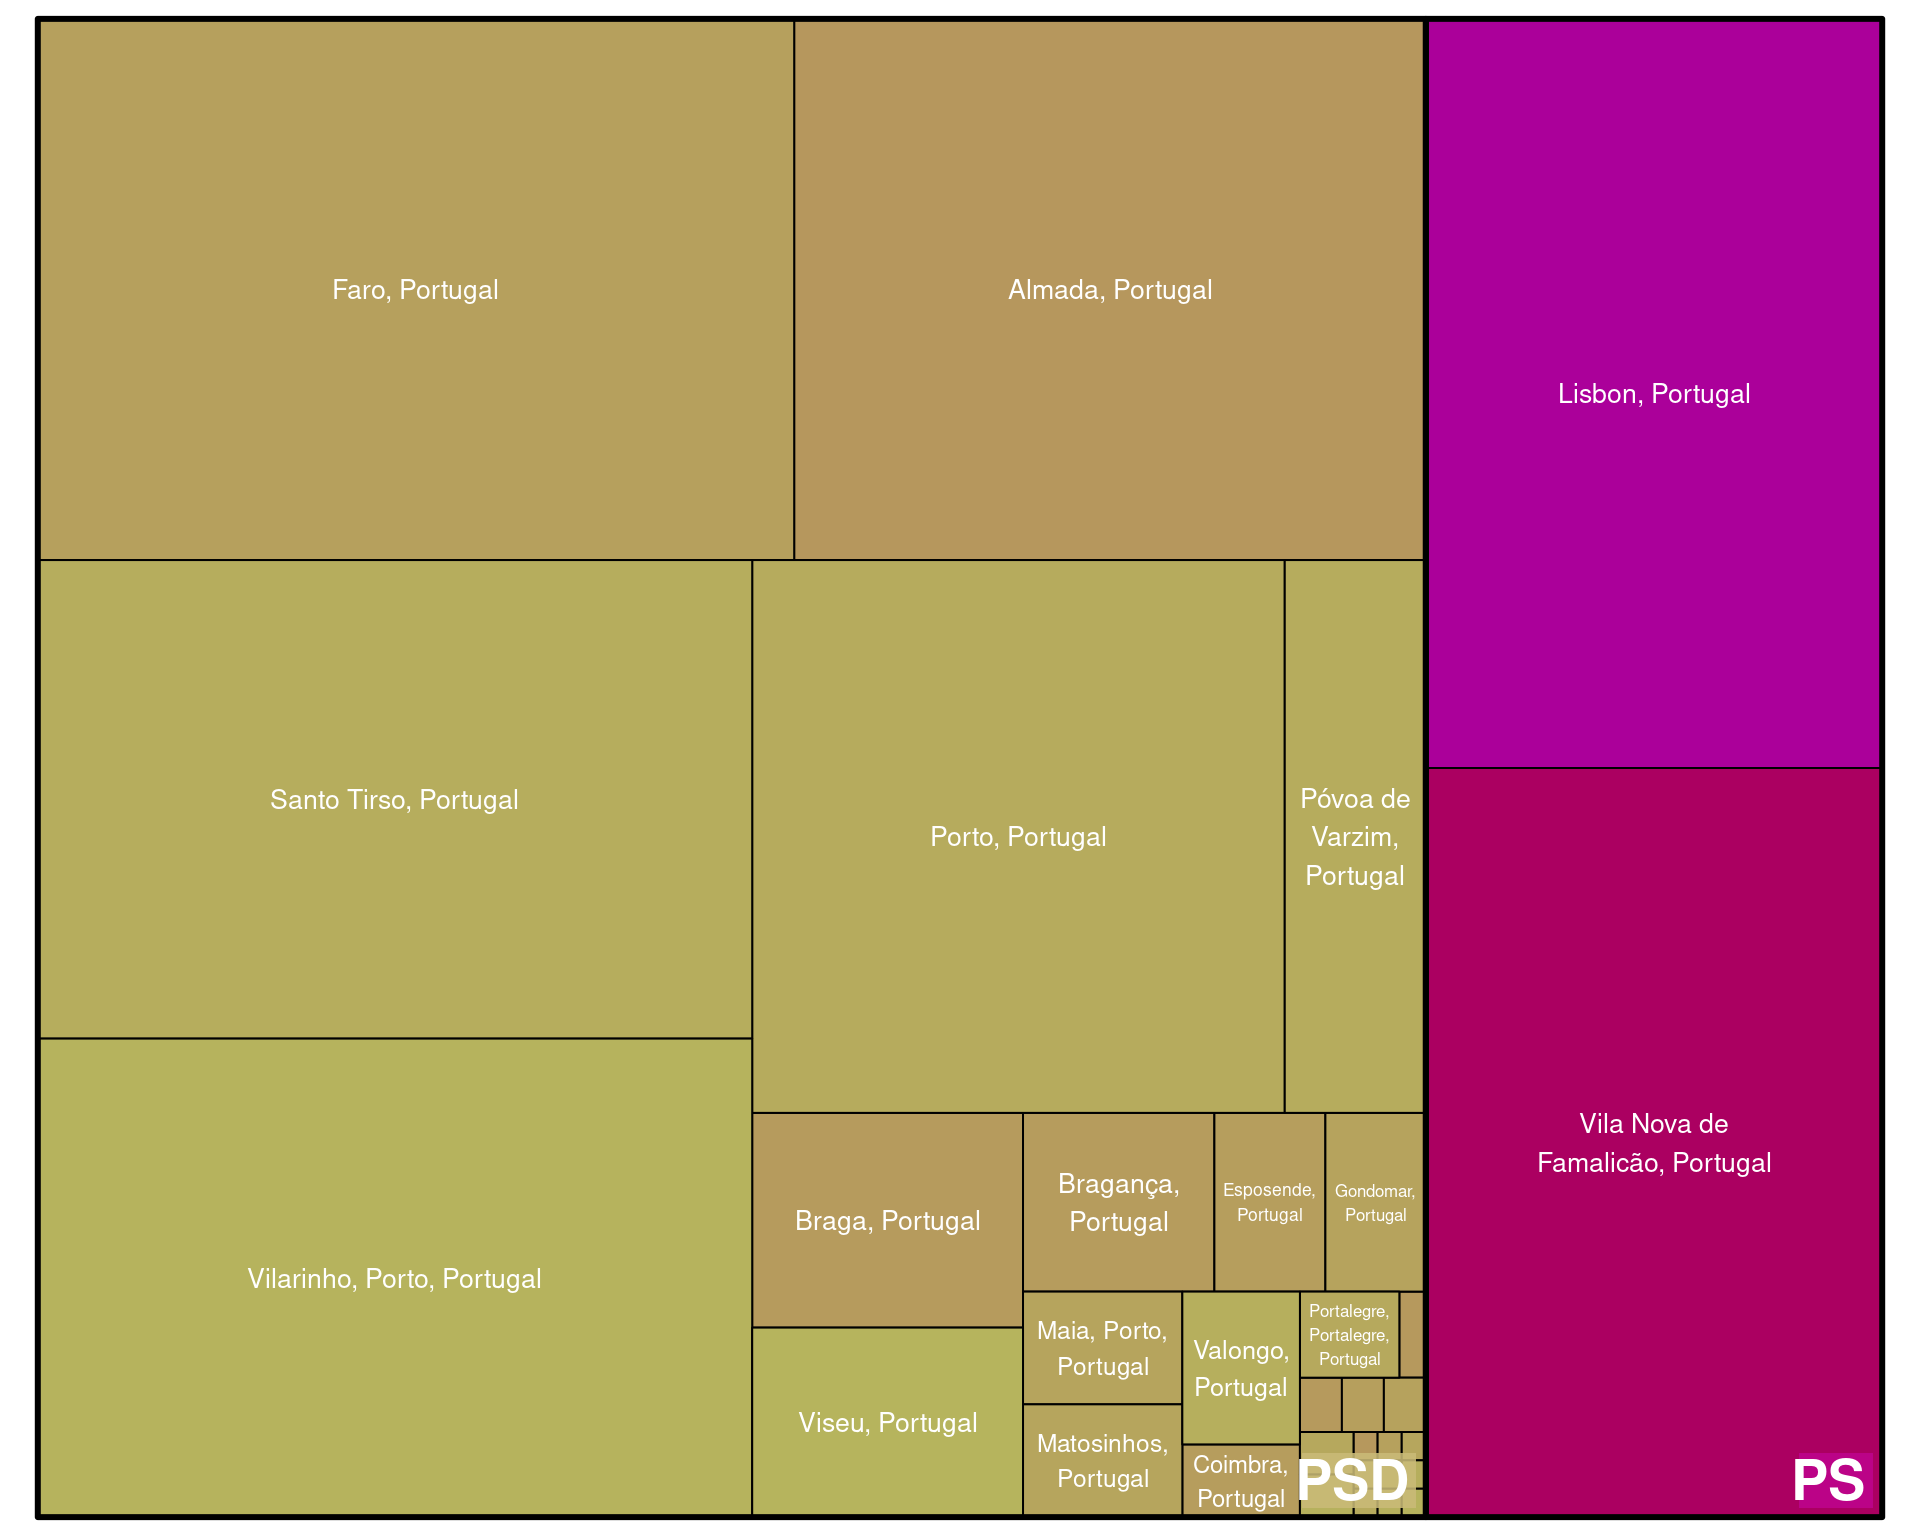 Faro, Portugal
Almada, Portugal
Lisbon, Portugal
Santo Tirso, Portugal
Porto, Portugal
Póvoa de
Varzim,
Portugal
Vila Nova de
Famalicão, Portugal
Vilarinho, Porto, Portugal
Braga, Portugal
Bragança,
Portugal
Esposende,
Portugal
Gondomar,
Portugal
Maia, Porto,
Portugal
Valongo,
Portugal
Portalegre,
Portalegre,
Portugal
Viseu, Portugal
Matosinhos,
Portugal
Coimbra,
Portugal
PSD
PS